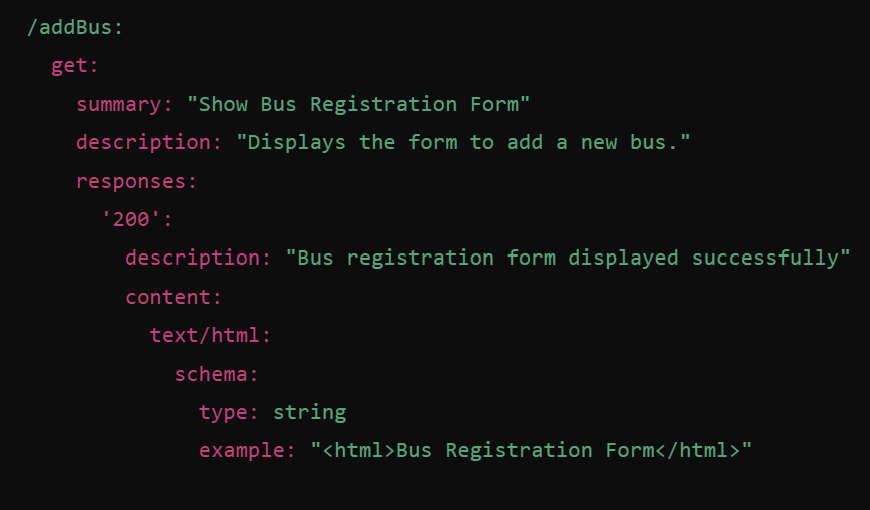 /addBus:
  get:
    summary: "Show Bus Registration Form"
    description: "Displays the form to add a new bus."
    responses:
      '200':
        description: "Bus registration form displayed successfully"
        content:
          text/html:
            schema:
              type: string
              example: "<html>Bus Registration Form</html>"